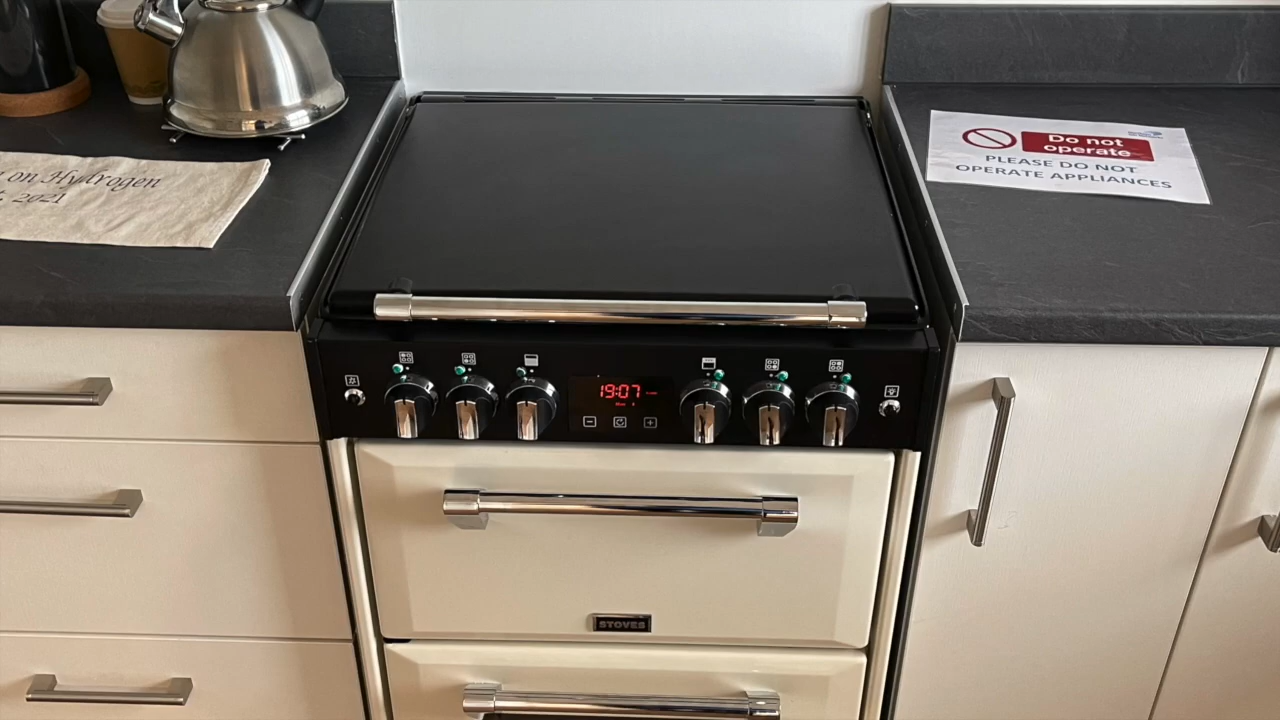 on Hydrogen
2021
Do not
operate
PLEASE DO NOT
OPERATE APPLIANCES
19:07
STOVES